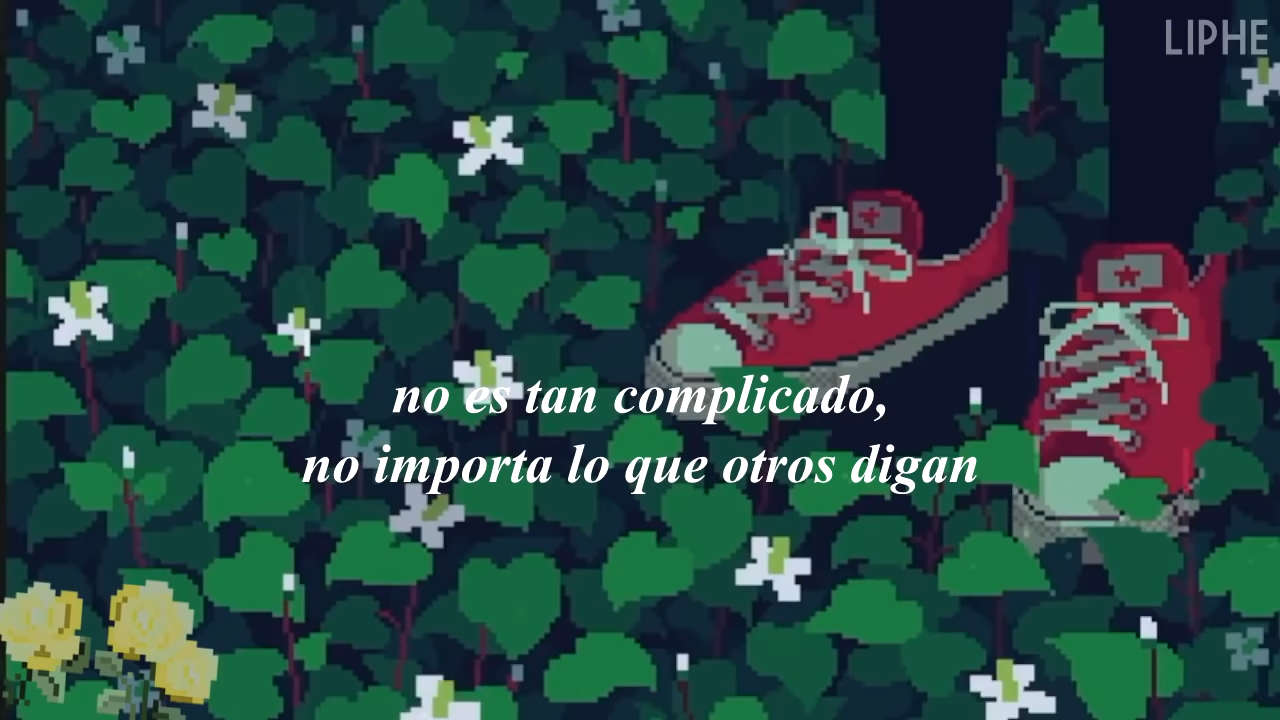 LIPHE
no es tan complicado,
no importa lo que otros digan